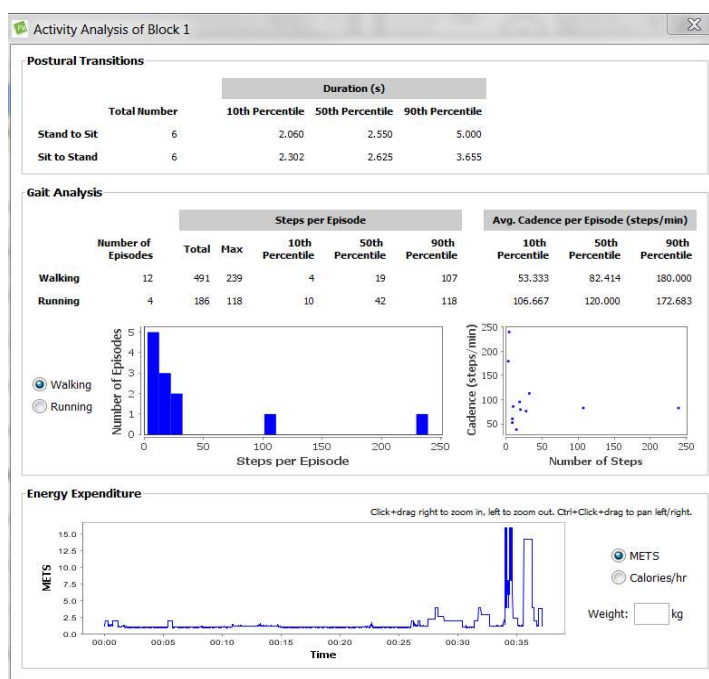 Activity Analysis of Block 1
Postural Transitions
Duration (s)
Total Number 10th Percentile 50th Percentile 90th Percentile
Stand to Sit 6 2.060 2.550 5.000
Sit to Stand 6 2.302 2.625 3.655
Gait Analysis
Steps per Episode Avg. Cadence per Episode (steps/min)
Number of Episodes Total Max 10th Percentile 50th Percentile 90th Percentile 10th Percentile 50th Percentile 90th Percentile
Walking 12 491 239 4 19 107 53.333 82.414 180.000
Running 4 186 118 10 42 118 106.667 120.000 172.683
Walking
Running
Number of Episodes
5
4
3
2
1
0
0 50 100 150 200 250
Steps per Episode
Cadence (steps/min)
250
200
150
100
50
0 50 100 150 200 250
Number of Steps
Energy Expenditure
Click+drag right to zoom in, left to zoom out. Ctrl+Click+drag to pan left/right.
METS
15.0
12.5
10.0
7.5
5.0
2.5
0.0
00:00 00:05 00:10 00:15 00:20 00:25 00:30 00:35
Time
METS
Calories/hr
Weight: kg